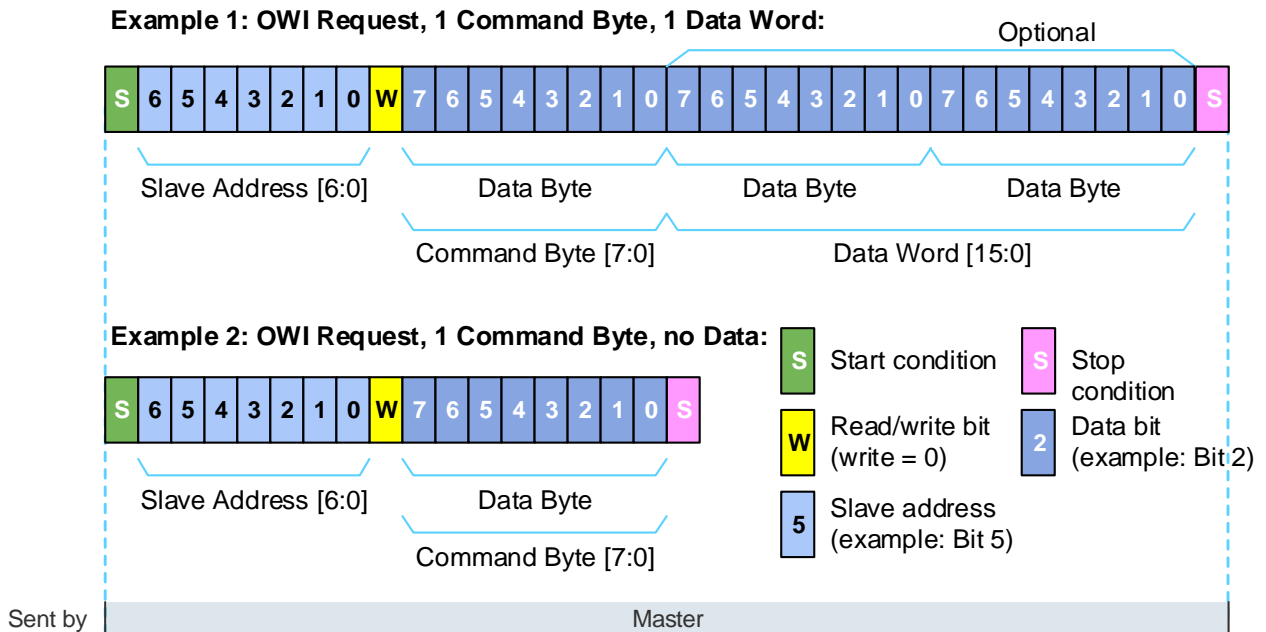 Example 1: OWI Request, 1 Command Byte, 1 Data Word:
Optional
S 6 5 4 3 2 1 0 W 7 6 5 4 3 2 1 0 7 6 5 4 3 2 1 0 7 6 5 4 3 2 1 0 S
Slave Address [6:0] Data Byte Data Byte Data Byte
Command Byte [7:0] Data Word [15:0]
Example 2: OWI Request, 1 Command Byte, no Data:
S 6 5 4 3 2 1 0 W 7 6 5 4 3 2 1 0 S
Slave Address [6:0] Data Byte
Command Byte [7:0]
S Start condition
S Stop
condition
W Read/write bit
(write = 0)
2 Data bit
(example: Bit 2)
5 Slave address
(example: Bit 5)
Sent by Master